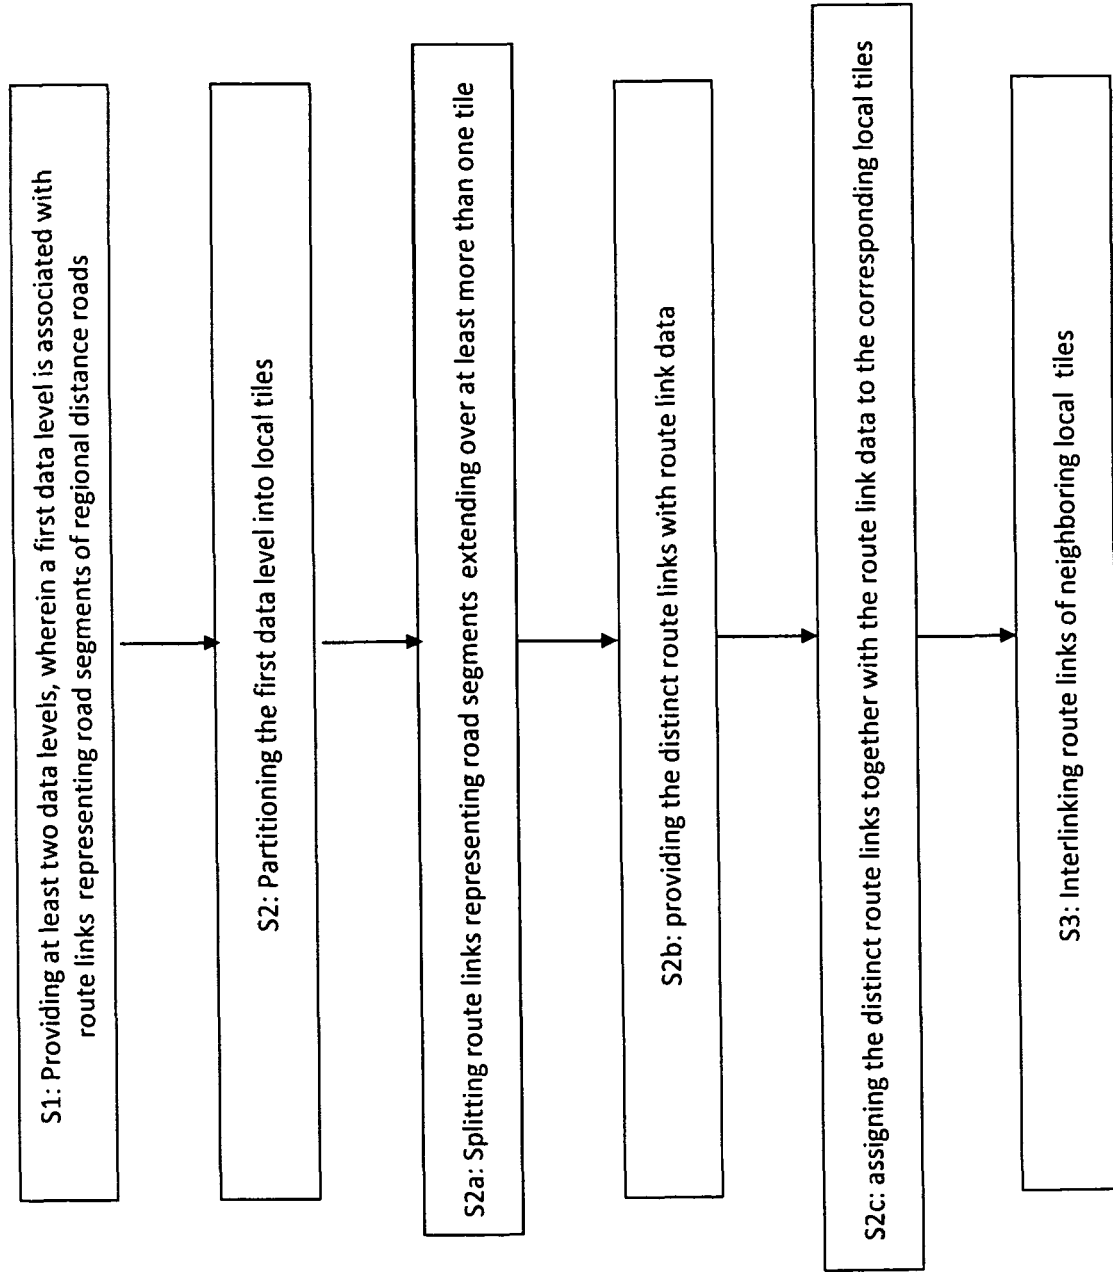 S1: Providing at least two data levels, wherein a first data level is associated with
route links representing road segments of regional distance roads
S2: Partitioning the first data level into local tiles
S2a: Splitting route links representing road segments extending over at least more than one tile
S2b: providing the distinct route links with route link data
S2c: assigning the distinct route links together with the route link data to the corresponding local tiles
S3: Interlinking route links of neighboring local tiles